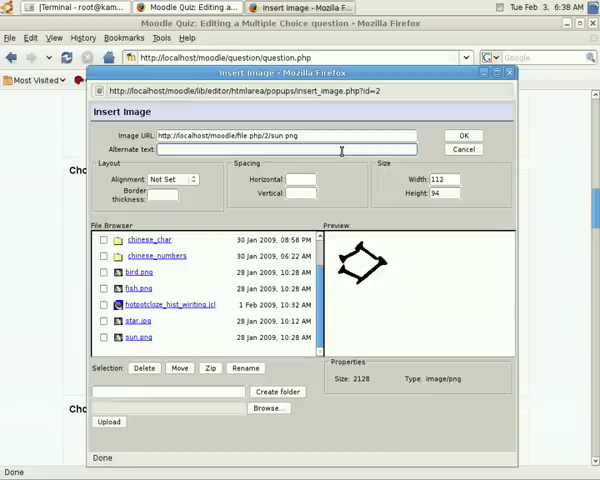 [Terminal - root@kam...
Moodle Quiz: Editing a...
Insert Image - Mozilla F...
Tue Feb 3, 6:38 AM
Moodle Quiz: Editing a Multiple Choice question - Mozilla Firefox
File Edit View History Bookmarks Tools Help
http://localhost/moodle/question/question.php
Google
Most Visited
Insert Image - Mozilla Firefox
http://localhost/moodle/lib/editor/htmlarea/popups/insert_image.php?id=2
Insert Image
Image URL: http://localhost/moodle/file.php/2/sun.png
OK
Alternate text:
Cancel
Layout
Spacing
Size
Cho
Alignment: Not Set
Horizontal:
Width: 112
Border thickness:
Vertical:
Height: 94
File Browser
Preview:
chinese_char 30 Jan 2009, 08:58 PM
chinese_numbers 30 Jan 2009, 06:22 AM
bird.png 28 Jan 2009, 10:28 AM
fish.png 28 Jan 2009, 10:28 AM
hotpotcloze_hist_wiriting.jcl 1 Feb 2009, 10:32 AM
star.jpg 28 Jan 2009, 10:12 AM
sun.png 28 Jan 2009, 10:28 AM
Selection: Delete Move Zip Rename
Properties
Size: 2128 Type: image/png
Create folder
Cho
Browse...
Upload
Done
Done